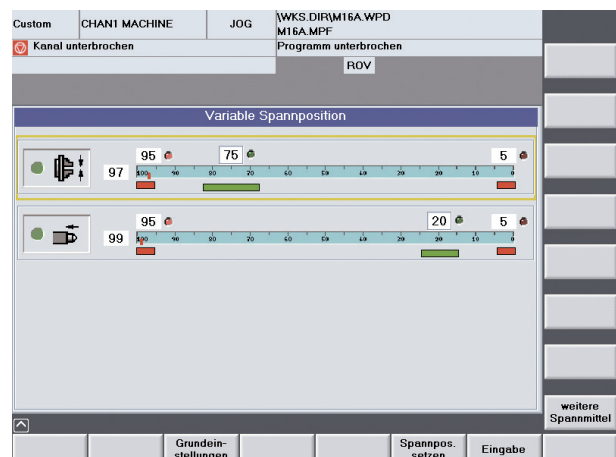 Custom CHAN1 MACHINE JOG \WKS.DIR\M16A.WPD
M16A.MPF
Kanal unterbrochen Programm unterbrochen
ROV
Variable Spannposition
95 75 5
97 100 90 80 70 60 50 40 30 20 10 0
95 20 5
99 100 90 80 70 60 50 40 30 20 10 0
weitere
Spannmittel
Grundein-
stellungen
Spannpos.
setzen
Eingabe